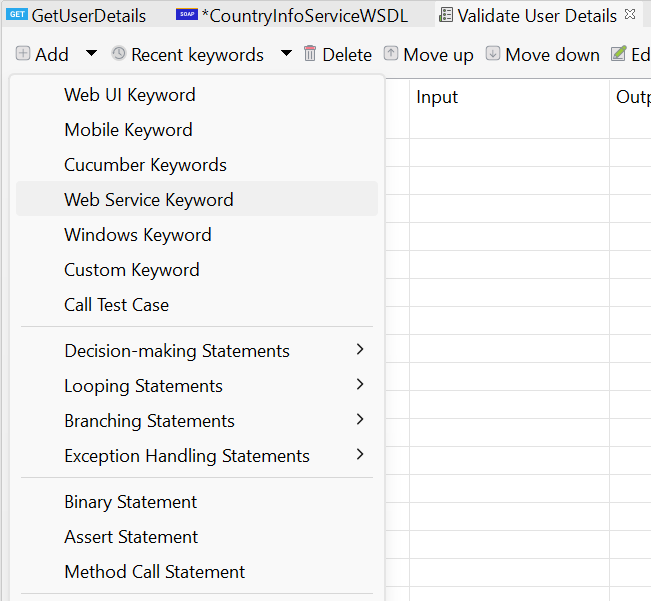 GET GetUserDetails SOAP *CountryInfoServiceWSDL Validate User Details
Add Recent keywords Delete Move up Move down Ed
Input Outp
Web UI Keyword
Mobile Keyword
Cucumber Keywords
Web Service Keyword
Windows Keyword
Custom Keyword
Call Test Case
Decision-making Statements
Looping Statements
Branching Statements
Exception Handling Statements
Binary Statement
Assert Statement
Method Call Statement